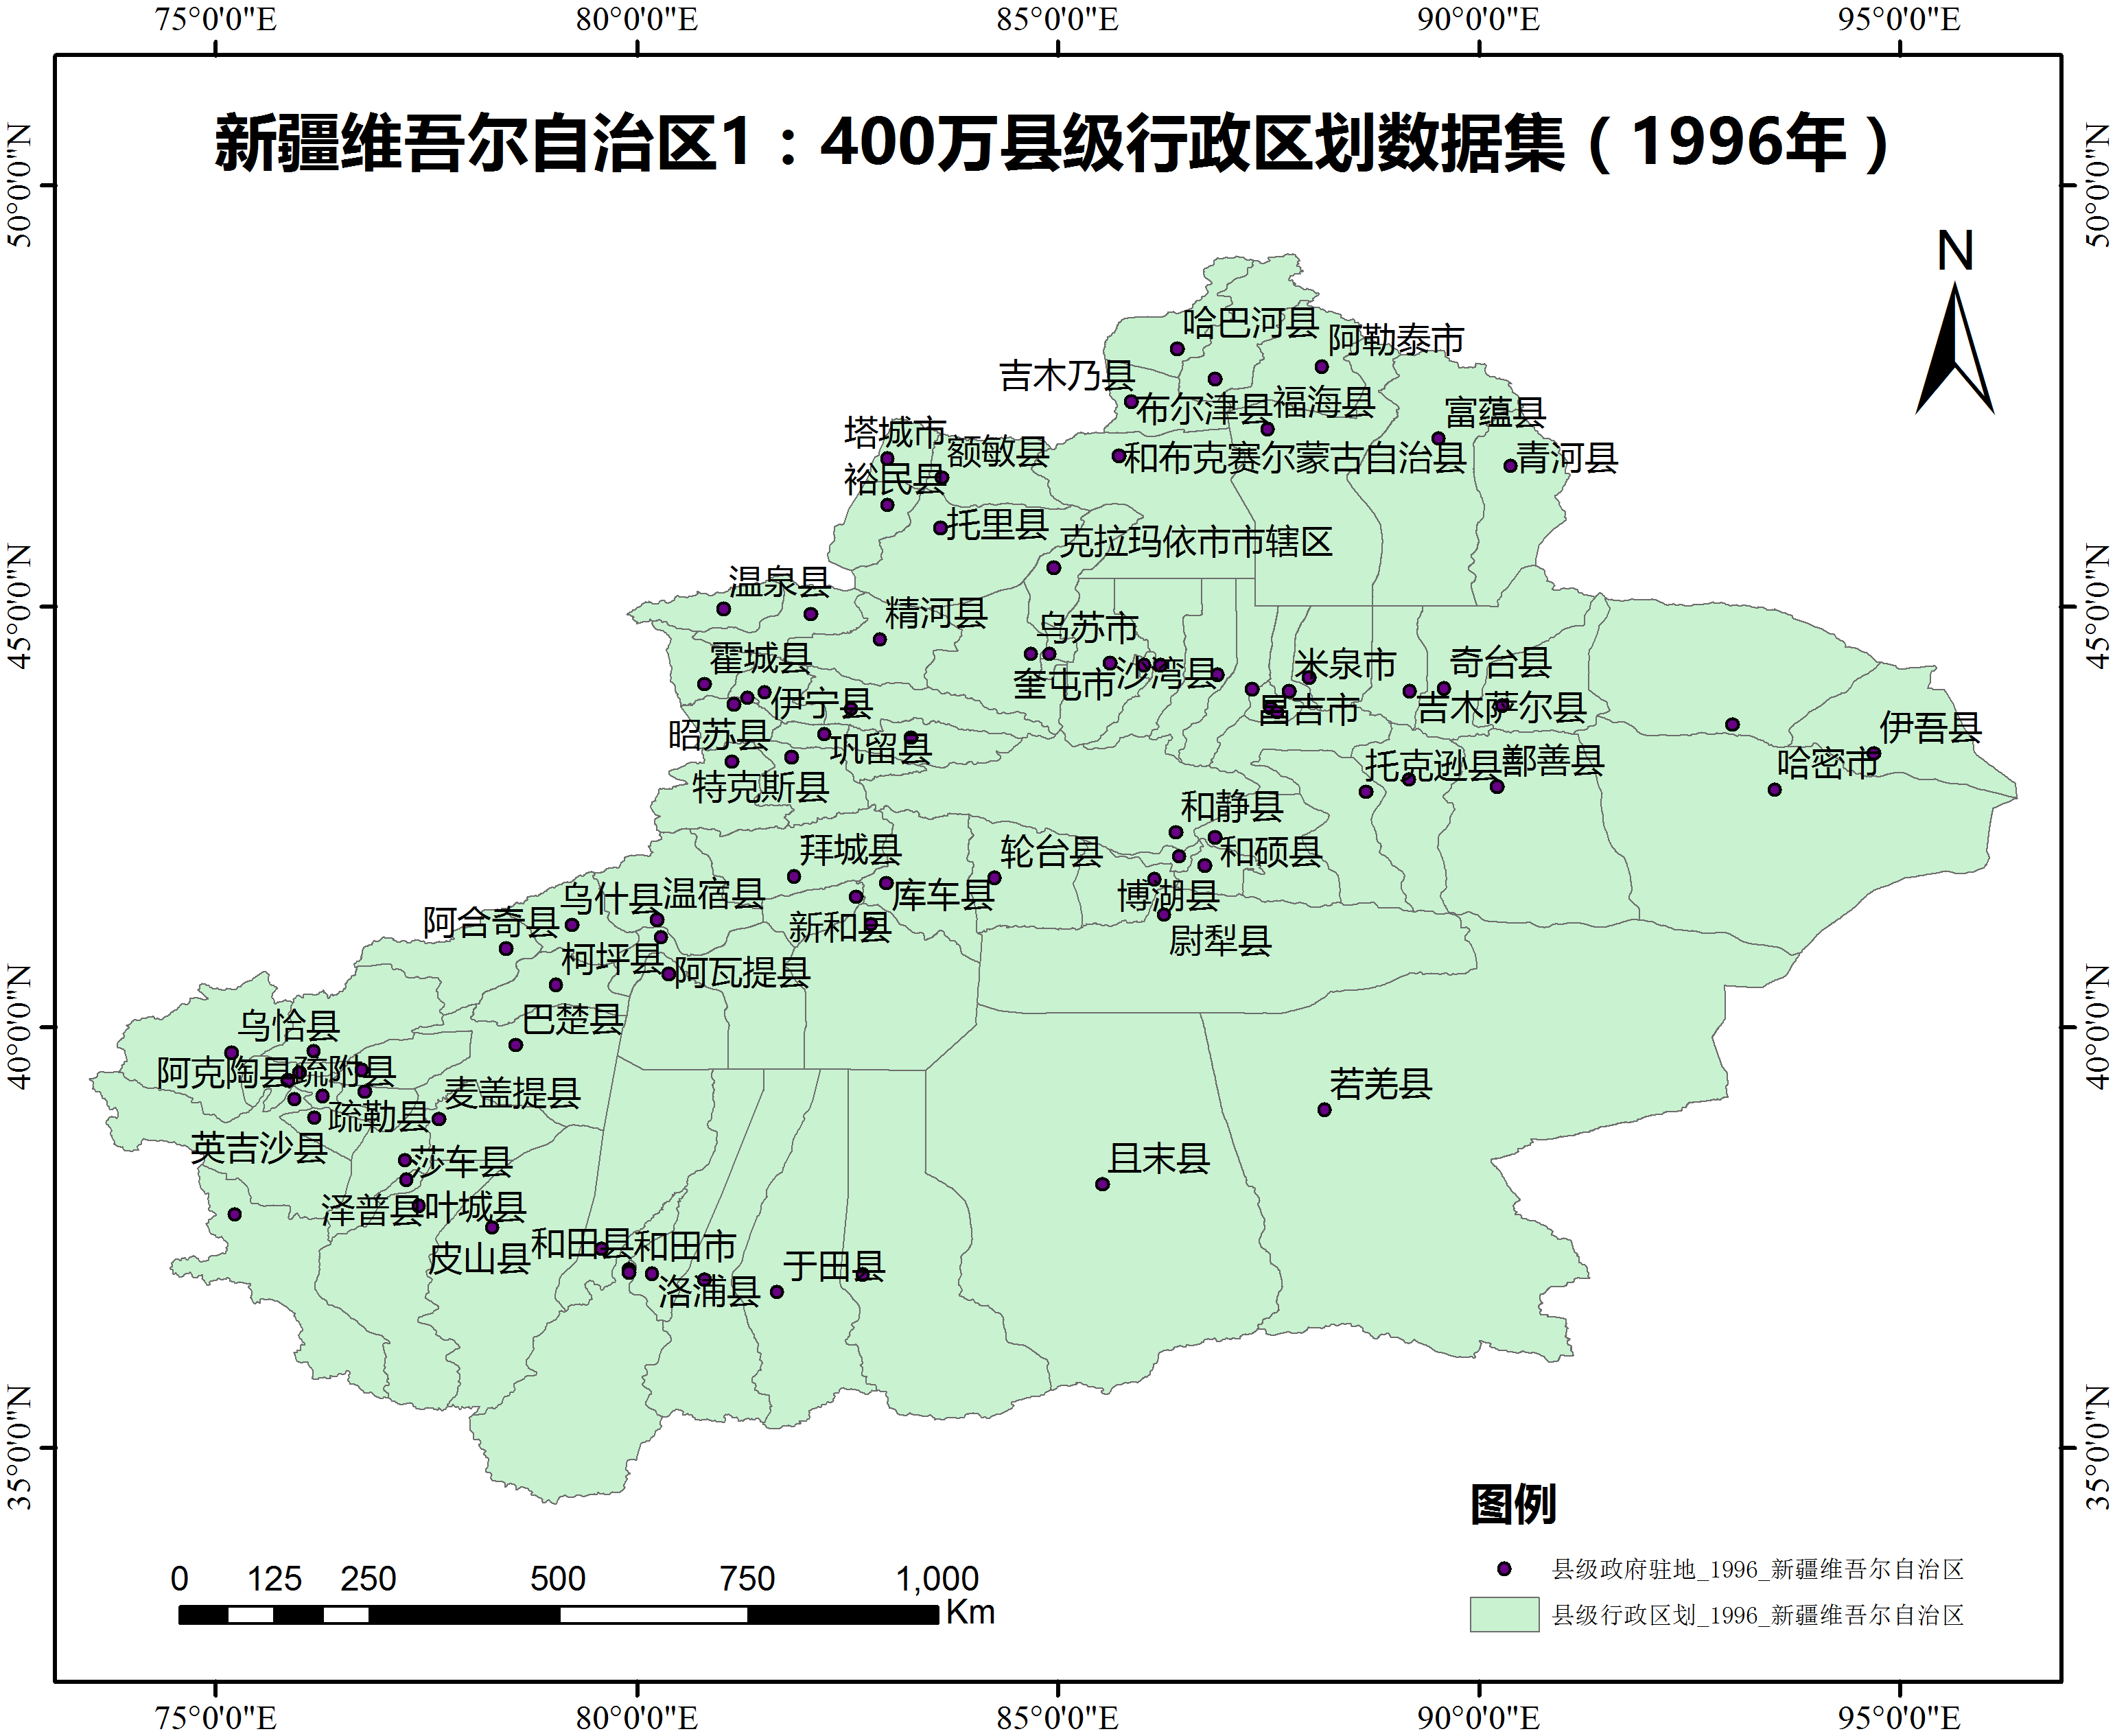 75°0'0"E 80°0'0"E 85°0'0"E 90°0'0"E 95°0'0"E
新疆维吾尔自治区1：400万县级行政区划数据集（1996年）
50°0'0"N
50°0'0"N
N
哈巴河县
阿勒泰市
吉木乃县
布尔津县
福海县
富蕴县
塔城市
额敏县
和布克赛尔蒙古自治县
青河县
裕民县
托里县
克拉玛依市市辖区
45°0'0"N
45°0'0"N
温泉县
精河县
乌苏市
霍城县
奎屯市
沙湾县
米泉市
奇台县
伊宁县
昌吉市
吉木萨尔县
昭苏县
巩留县
伊吾县
特克斯县
托克逊县
鄯善县
哈密市
和静县
拜城县
轮台县
和硕县
乌什县
温宿县
库车县
博湖县
阿合奇县
新和县
尉犁县
柯坪县
阿瓦提县
巴楚县
40°0'0"N
40°0'0"N
乌恰县
阿克陶县
疏附县
麦盖提县
若羌县
疏勒县
英吉沙县
莎车县
且末县
泽普县
叶城县
皮山县
和田县
和田市
于田县
洛浦县
35°0'0"N
35°0'0"N
图例
县级政府驻地_1996_新疆维吾尔自治区
县级行政区划_1996_新疆维吾尔自治区
0 125 250 500 750 1,000
Km
75°0'0"E 80°0'0"E 85°0'0"E 90°0'0"E 95°0'0"E